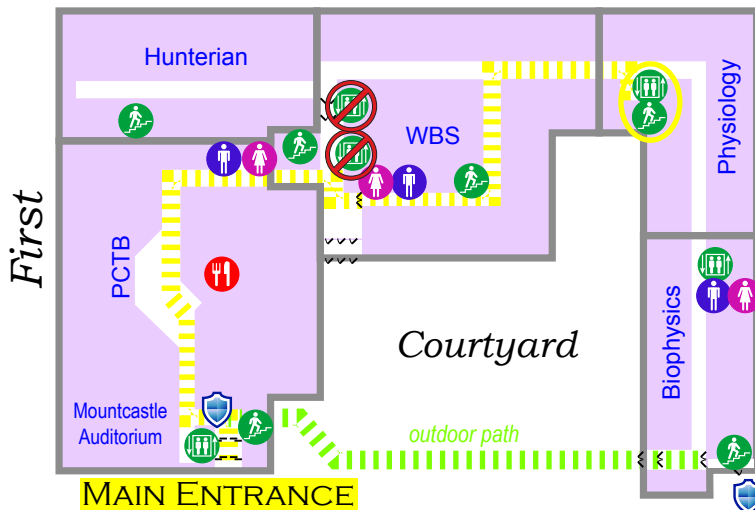 Hunterian
WBS
Physiology
First
PCTB
Courtyard
Biophysics
Mountcastle
Auditorium
outdoor path
MAIN ENTRANCE